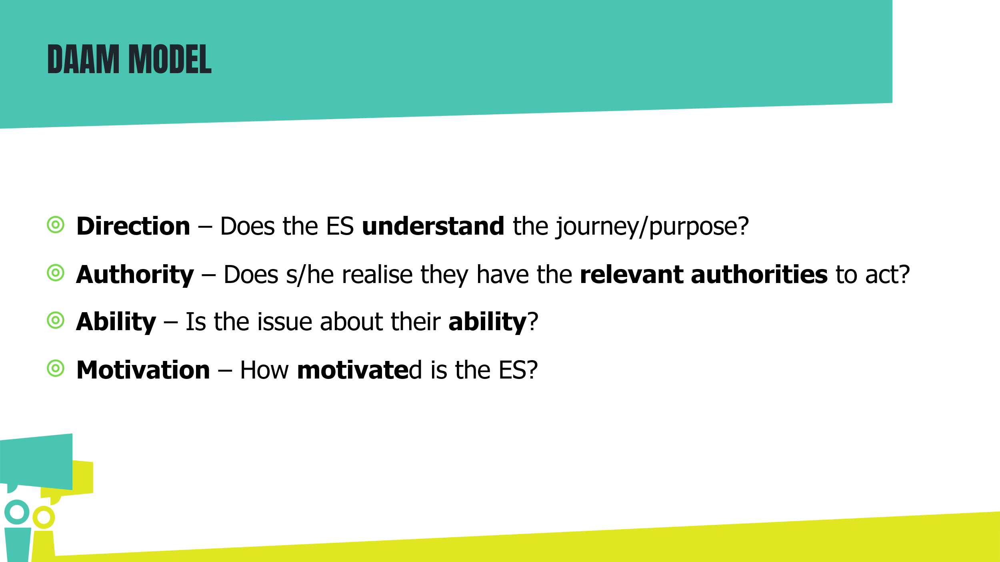 DAAM MODEL
Direction – Does the ES understand the journey/purpose?
Authority – Does s/he realise they have the relevant authorities to act?
Ability – Is the issue about their ability?
Motivation – How motivated is the ES?